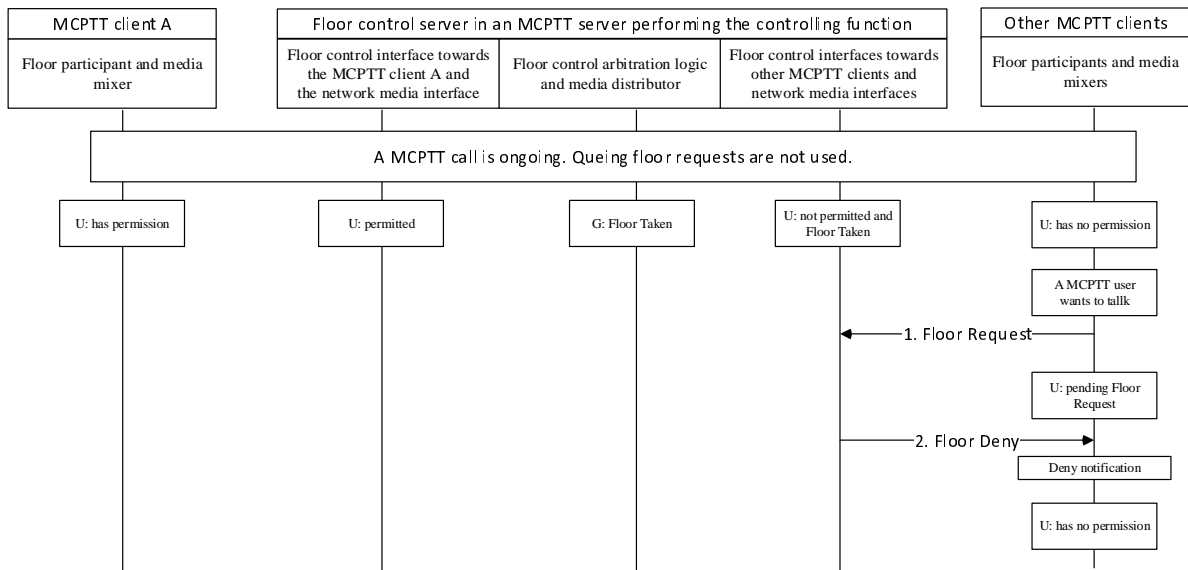 MCPTT client A
Floor control server in an MCPTT server performing the controlling function
Other MCPTT clients
Floor participant and media
mixer
Floor control interface towards
the MCPTT client A and
the network media interface
Floor control arbitration logic
and media distributor
Floor control interfaces towards
other MCPTT clients and
network media interfaces
Floor participants and media
mixers
A MCPTT call is ongoing. Queing floor requests are not used.
U: has permission
U: permitted
G: Floor Taken
U: not permitted and
Floor Taken
U: has no permission
A MCPTT user
wants to tallk
1. Floor Request
U: pending Floor
Request
2. Floor Deny
Deny notification
U: has no permission